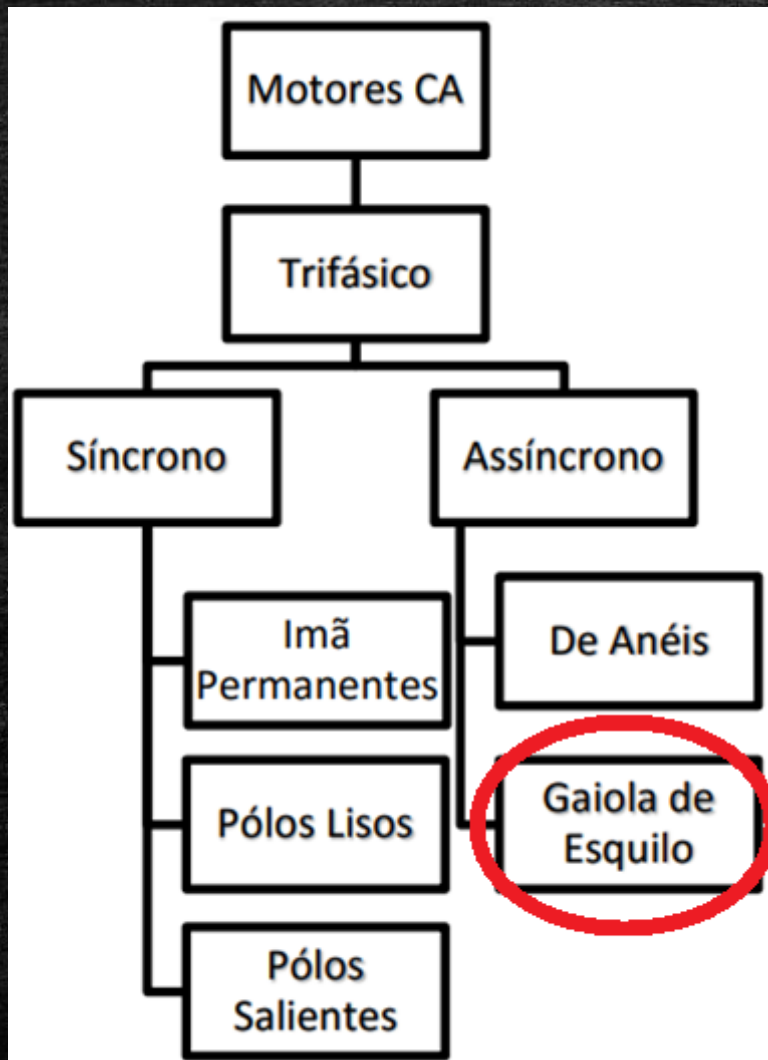 Motores CA
Trifásico
Síncrono
Assíncrono
Imã
Permanentes
De Anéis
Pólos Lisos
Gaiola de
Esquilo
Pólos
Salientes